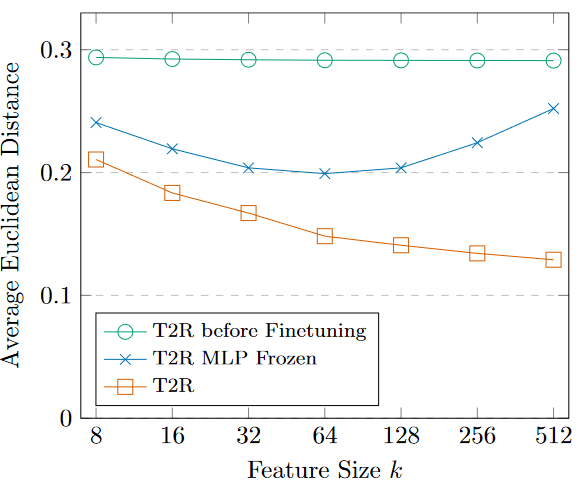 0.3
0.2
0.1
0
Average Euclidean Distance
T2R before Finetuning
T2R MLP Frozen
T2R
8 16 32 64 128 256 512
Feature Size k